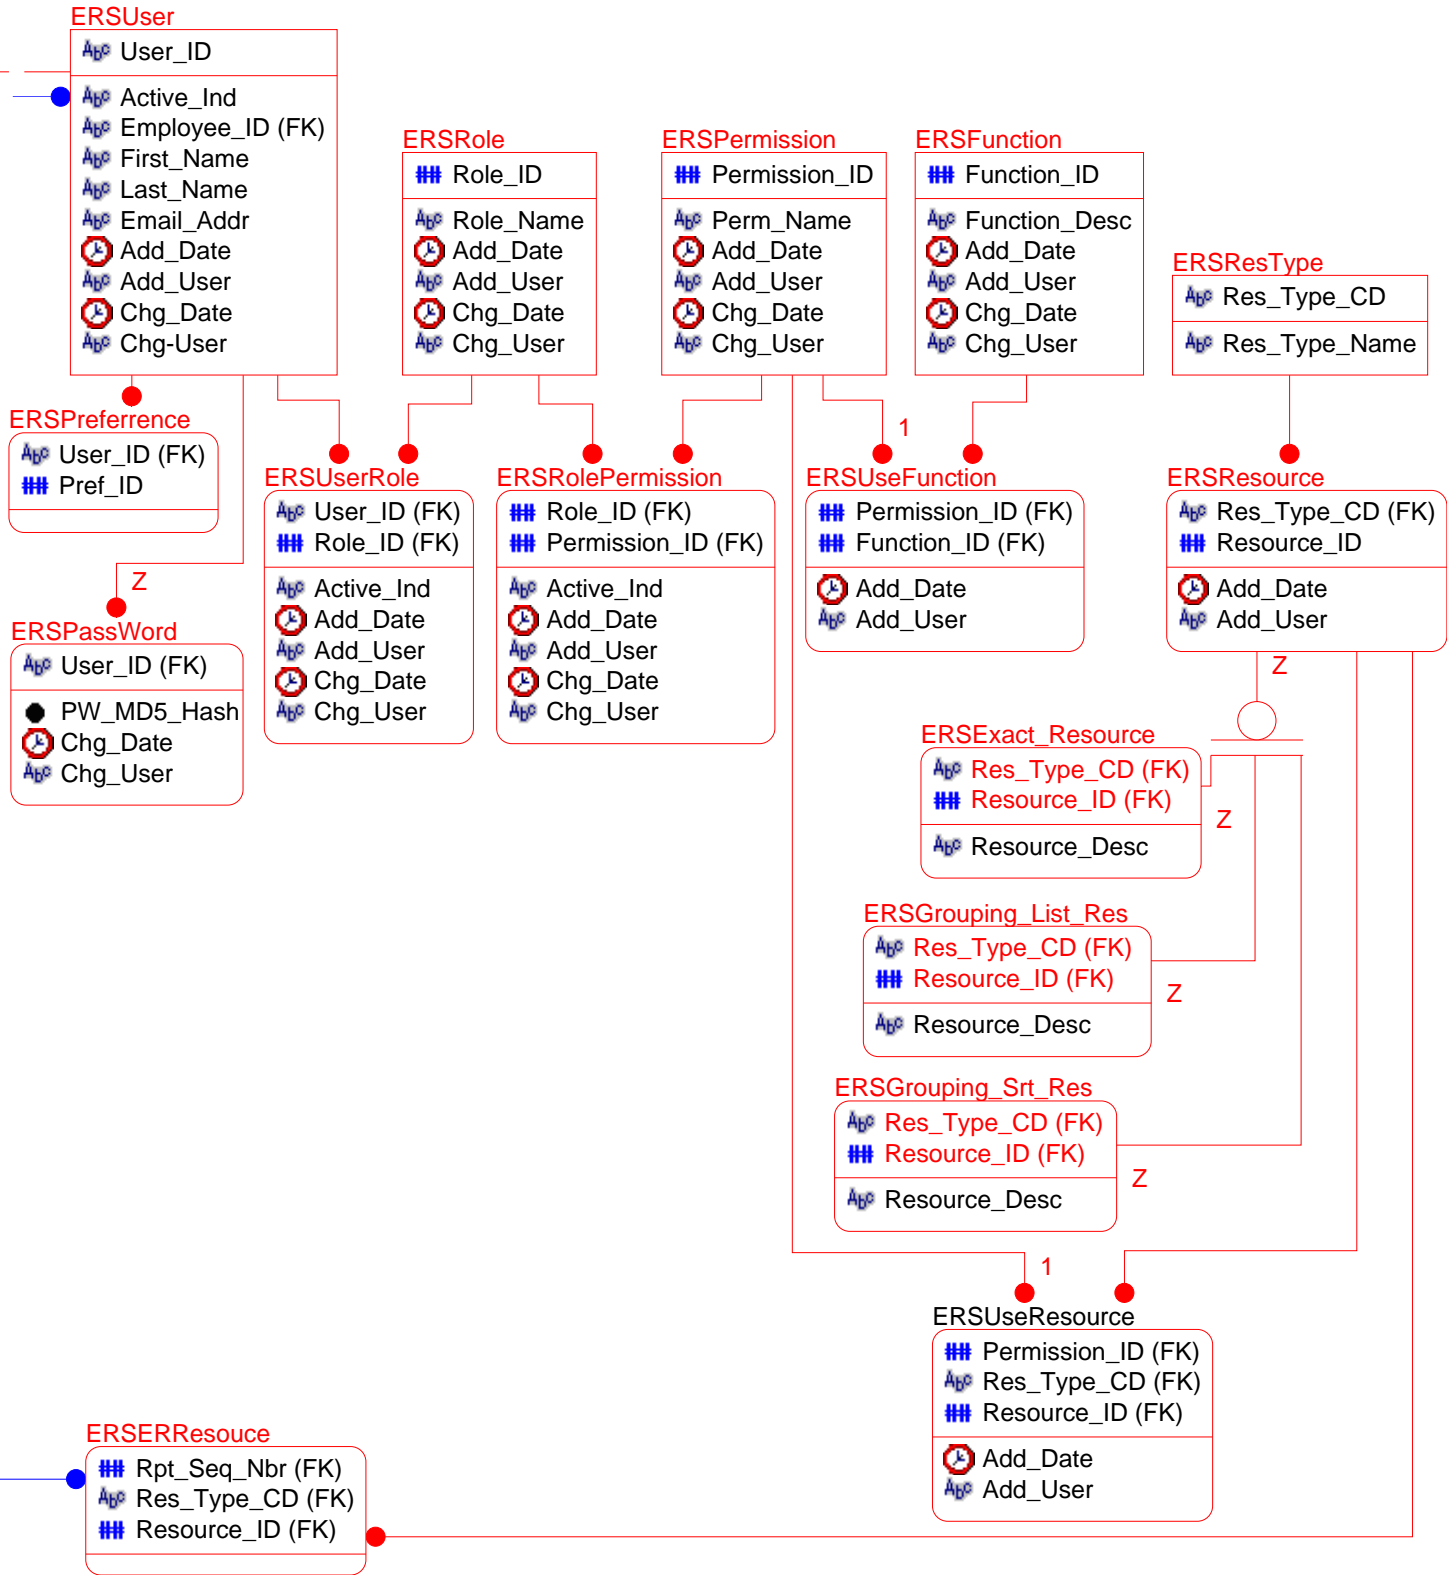 ERSUser
User_ID
Active_Ind
Employee_ID (FK)
First_Name
Last_Name
Email_Addr
Add_Date
Add_User
Chg_Date
Chg-User
ERSRole
Role_ID
Role_Name
Add_Date
Add_User
Chg_Date
Chg_User
ERSPermission
Permission_ID
Perm_Name
Add_Date
Add_User
Chg_Date
Chg_User
ERSFunction
Function_ID
Function_Desc
Add_Date
Add_User
Chg_Date
Chg_User
ERSResType
Res_Type_CD
Res_Type_Name
ERSPreferrence
User_ID (FK)
Pref_ID
Z
ERSPassWord
User_ID (FK)
PW_MD5_Hash
Chg_Date
Chg_User
ERSUserRole
User_ID (FK)
Role_ID (FK)
Active_Ind
Add_Date
Add_User
Chg_Date
Chg_User
ERSRolePermission
Role_ID (FK)
Permission_ID (FK)
Active_Ind
Add_Date
Add_User
Chg_Date
Chg_User
1
ERSUseFunction
Permission_ID (FK)
Function_ID (FK)
Add_Date
Add_User
ERSResource
Res_Type_CD (FK)
Resource_ID
Add_Date
Add_User
Z
ERSExact_Resource
Res_Type_CD (FK)
Resource_ID (FK)
Resource_Desc
Z
ERSGrouping_List_Res
Res_Type_CD (FK)
Resource_ID (FK)
Resource_Desc
Z
ERSGrouping_Srt_Res
Res_Type_CD (FK)
Resource_ID (FK)
Resource_Desc
Z
1
ERSUseResource
Permission_ID (FK)
Res_Type_CD (FK)
Resource_ID (FK)
Add_Date
Add_User
ERSERResouce
Rpt_Seq_Nbr (FK)
Res_Type_CD (FK)
Resource_ID (FK)